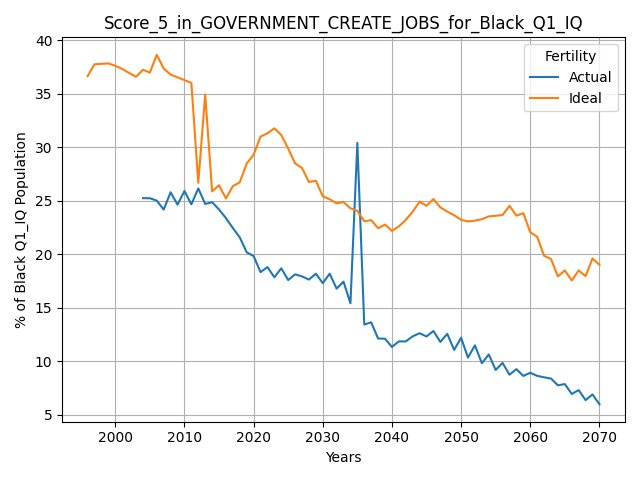 Score_5_in_GOVERNMENT_CREATE_JOBS_for_Black_Q1_IQ
Fertility
Actual
Ideal
% of Black Q1_IQ Population
40
35
30
25
20
15
10
5
2000 2010 2020 2030 2040 2050 2060 2070
Years